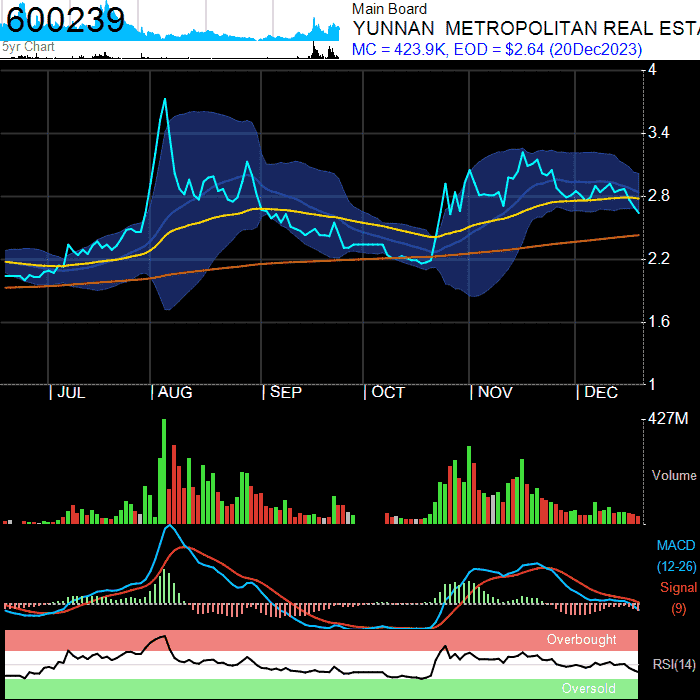 600239
5yr Chart
Main Board
YUNNAN METROPOLITAN REAL ESTA
MC = 423.9K, EOD = $2.64 (20Dec2023)
4
3.4
2.8
2.2
1.6
1
JUL
AUG
SEP
OCT
NOV
DEC
427M
Volume
MACD
(12-26)
Signal
(9)
Overbought
RSI(14)
Oversold